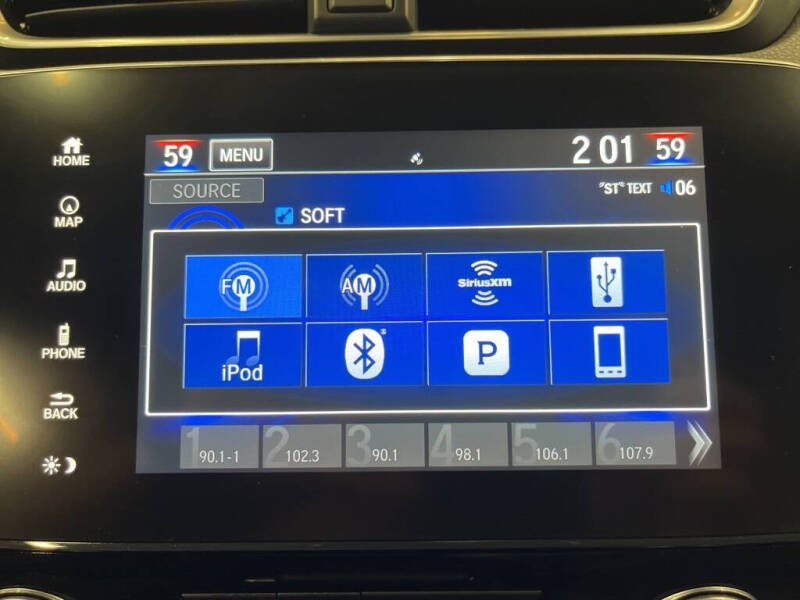 HOME
MAP
AUDIO
PHONE
BACK
59 MENU 2 01 59
SOURCE "ST" TEXT 06
SOFT
FM AM SiriusXM
iPod P
1 90.1-1 2 102.3 3 90.1 4 98.1 5 106.1 6 107.9